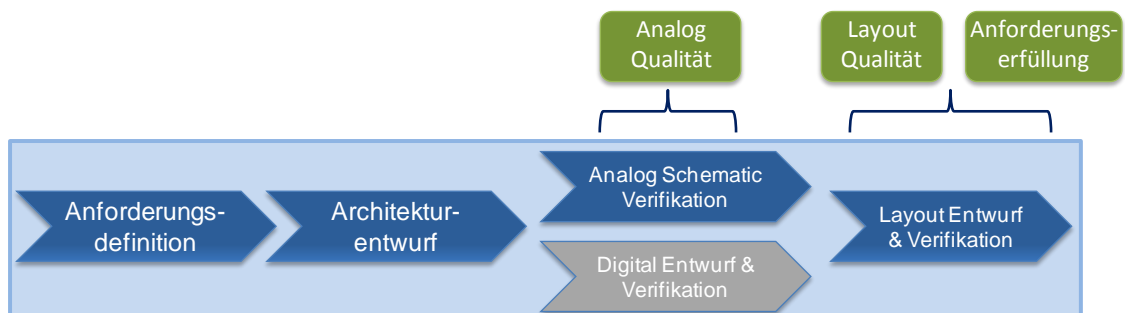 Analog
Qualität
Layout
Qualität
Anforderungs-
erfüllung
Anforderungs-
definition
Architektur-
entwurf
Analog Schematic
Verifikation
Digital Entwurf &
Verifikation
Layout Entwurf
& Verifikation